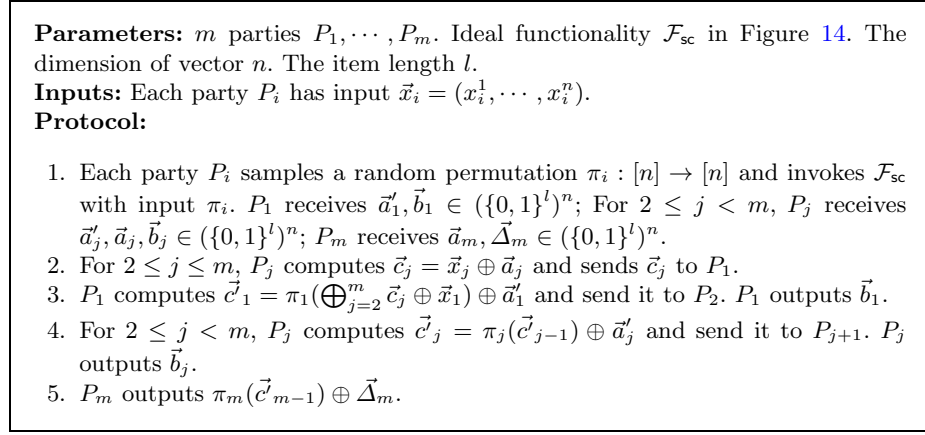 Parameters: m parties P₁, ⋯ , Pₘ. Ideal functionality 𝓕_sc in Figure 14. The
dimension of vector n. The item length l.
Inputs: Each party P_i has input x⃗_i = (x_i^1, ⋯ , x_i^n).
Protocol:
1. Each party P_i samples a random permutation π_i : [n] → [n] and invokes 𝓕_sc
with input π_i. P_1 receives a⃗′_1, b⃗_1 ∈ ({0, 1}^l)^n; For 2 ≤ j < m, P_j receives
a⃗′_j, a⃗_j, b⃗_j ∈ ({0, 1}^l)^n; P_m receives a⃗_m, Δ⃗_m ∈ ({0, 1}^l)^n.
2. For 2 ≤ j ≤ m, P_j computes c⃗_j = x⃗_j ⊕ a⃗_j and sends c⃗_j to P_1.
3. P_1 computes c⃗′_1 = π_1(⨁_{j=2}^m c⃗_j ⊕ x⃗_1) ⊕ a⃗′_1 and send it to P_2. P_1 outputs b⃗_1.
4. For 2 ≤ j < m, P_j computes c⃗′_j = π_j(c⃗′_{j−1}) ⊕ a⃗′_j and send it to P_{j+1}. P_j
outputs b⃗_j.
5. P_m outputs π_m(c⃗′_{m−1}) ⊕ Δ⃗_m.